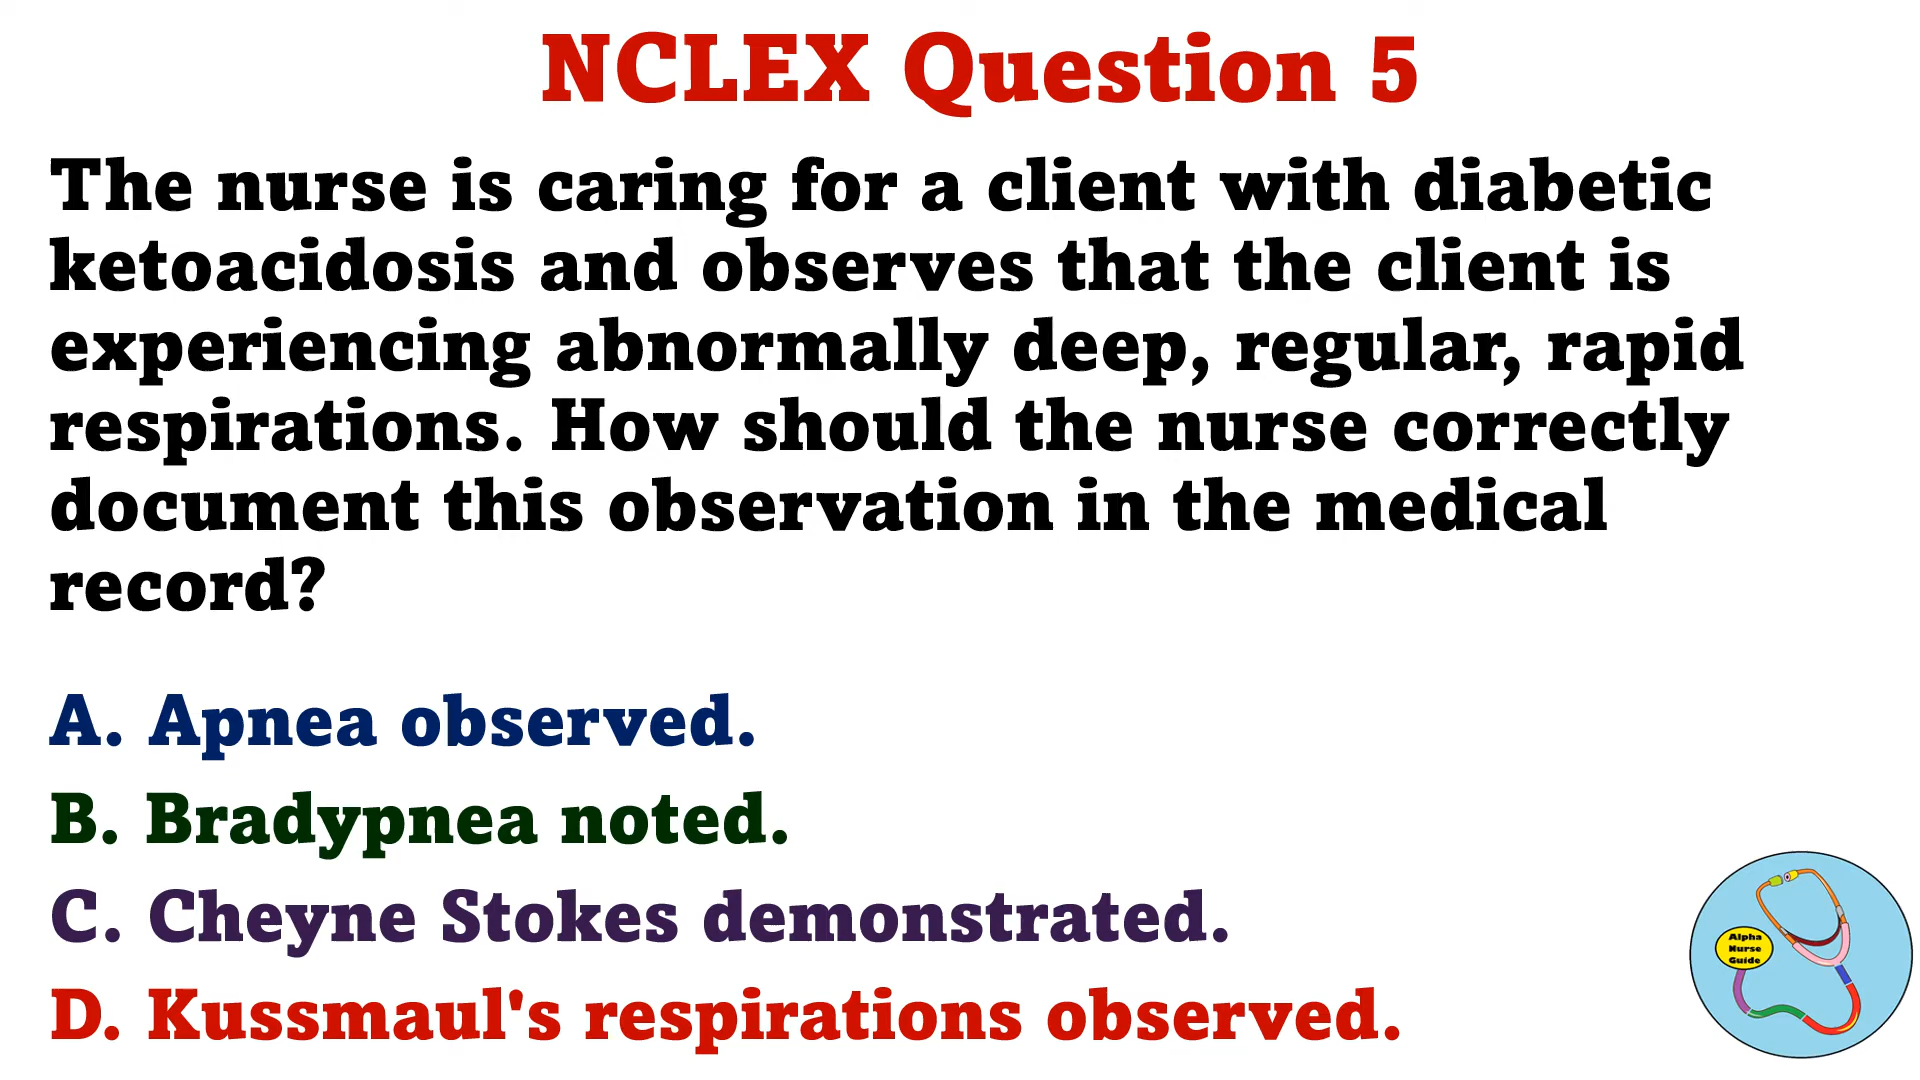 NCLEX Question 5
The nurse is caring for a client with diabetic
ketoacidosis and observes that the client is
experiencing abnormally deep, regular, rapid
respirations. How should the nurse correctly
document this observation in the medical
record?
A. Apnea observed.
B. Bradypnea noted.
C. Cheyne Stokes demonstrated.
D. Kussmaul's respirations observed.
Alpha
Nurse
Guide